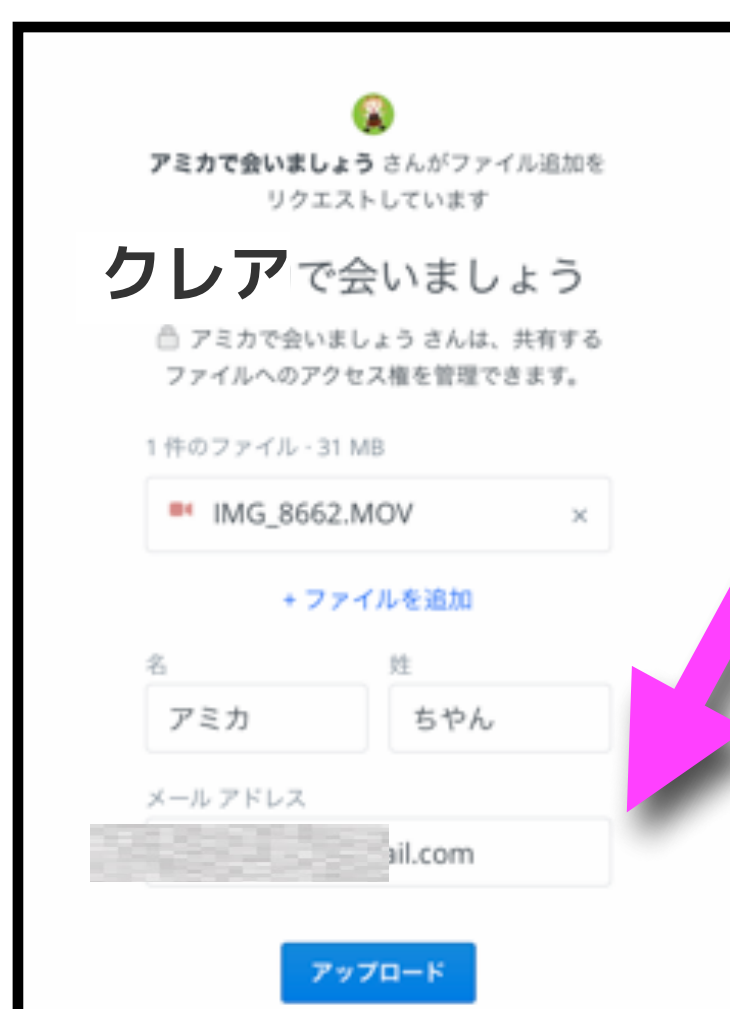 アミカで会いましょう さんがファイル追加を
リクエストしています
クレアで会いましょう
アミカで会いましょう さんは、共有する
ファイルへのアクセス権を管理できます。
1 件のファイル · 31 MB
IMG_8662.MOV ×
+ ファイルを追加
名 姓
アミカ ちやん
メール アドレス
ail.com
アップロード